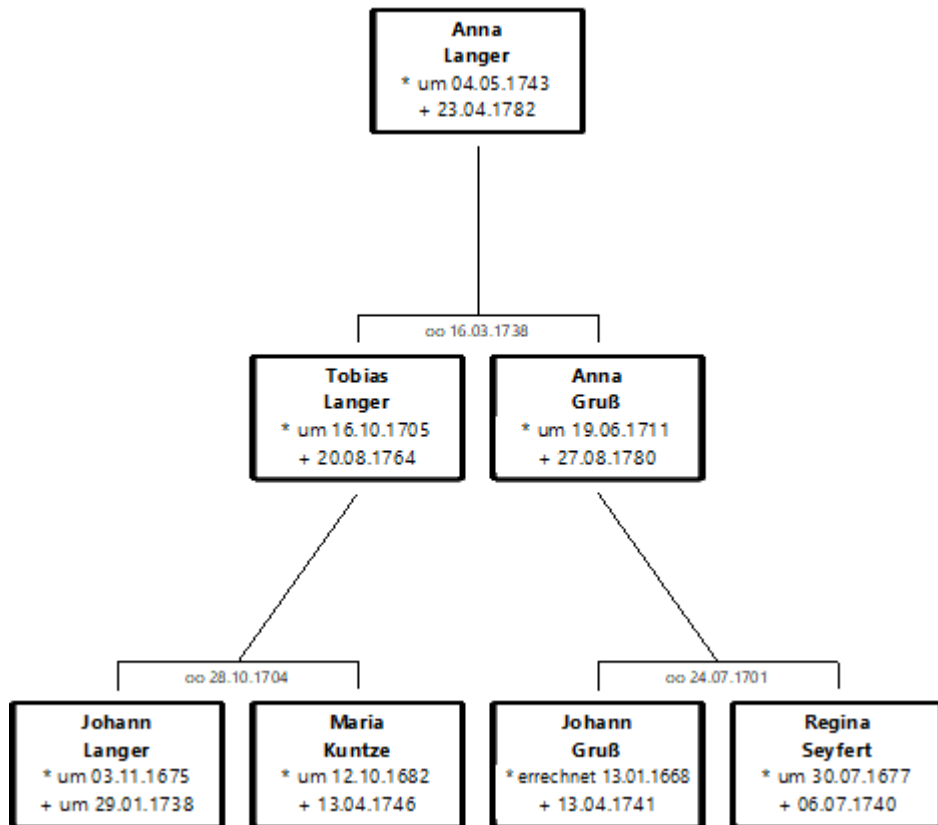 Anna
Langer
* um 04.05.1743
+ 23.04.1782
oo 16.03.1738
Tobias
Langer
* um 16.10.1705
+ 20.08.1764
Anna
Gruß
* um 19.06.1711
+ 27.08.1780
oo 28.10.1704
oo 24.07.1701
Johann
Langer
* um 03.11.1675
+ um 29.01.1738
Maria
Kuntze
* um 12.10.1682
+ 13.04.1746
Johann
Gruß
* errechnet 13.01.1668
+ 13.04.1741
Regina
Seyfert
* um 30.07.1677
+ 06.07.1740